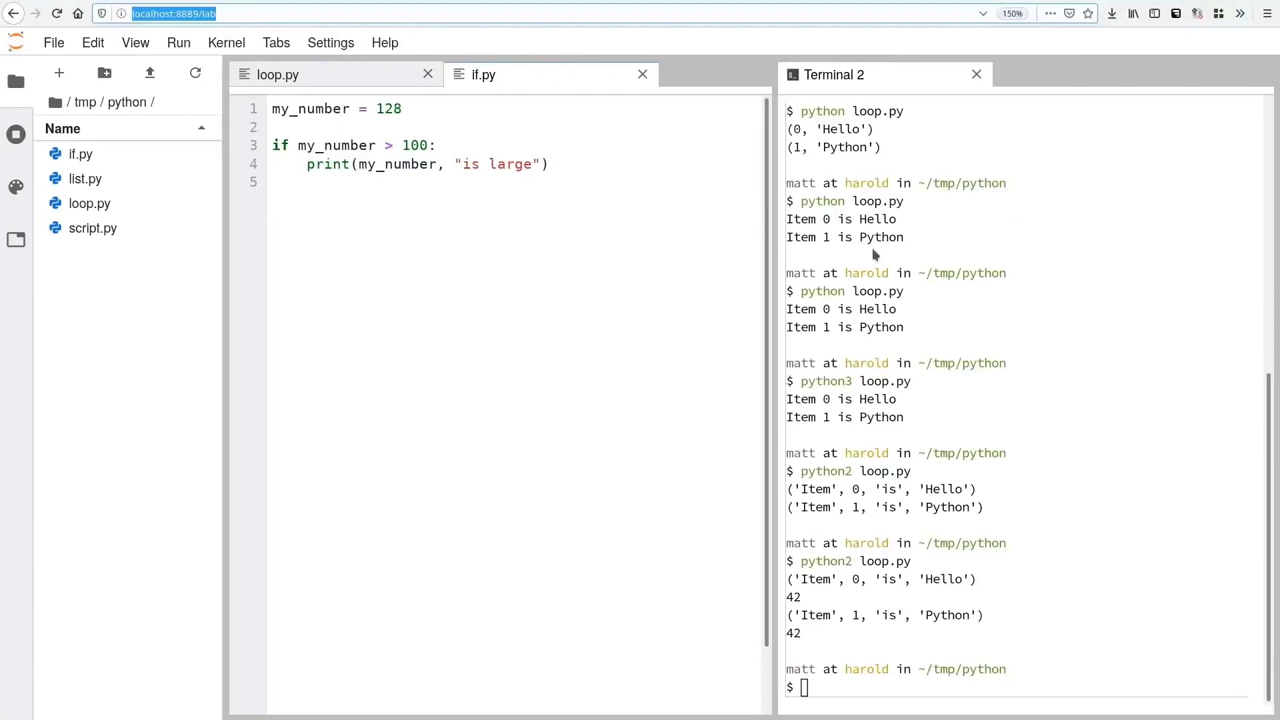 localhost:8889/lab
150%
File Edit View Run Kernel Tabs Settings Help
/ tmp / python /
Name
if.py
list.py
loop.py
script.py
loop.py
if.py
1 my_number = 128
2
3 if my_number > 100:
4     print(my_number, "is large")
5
Terminal 2
$ python loop.py
(0, 'Hello')
(1, 'Python')
matt at harold in ~/tmp/python
$ python loop.py
Item 0 is Hello
Item 1 is Python
matt at harold in ~/tmp/python
$ python loop.py
Item 0 is Hello
Item 1 is Python
matt at harold in ~/tmp/python
$ python3 loop.py
Item 0 is Hello
Item 1 is Python
matt at harold in ~/tmp/python
$ python2 loop.py
('Item', 0, 'is', 'Hello')
('Item', 1, 'is', 'Python')
matt at harold in ~/tmp/python
$ python2 loop.py
('Item', 0, 'is', 'Hello')
42
('Item', 1, 'is', 'Python')
42
matt at harold in ~/tmp/python
$